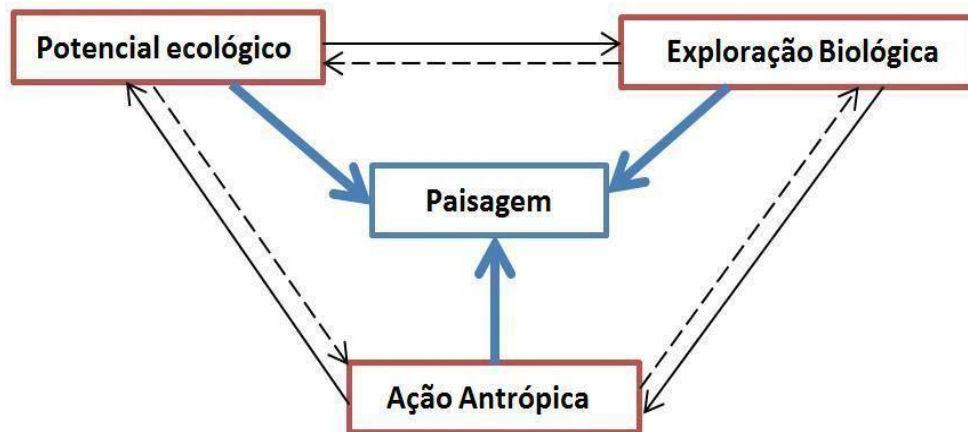 Potencial ecológico
Exploração Biológica
Paisagem
Ação Antrópica